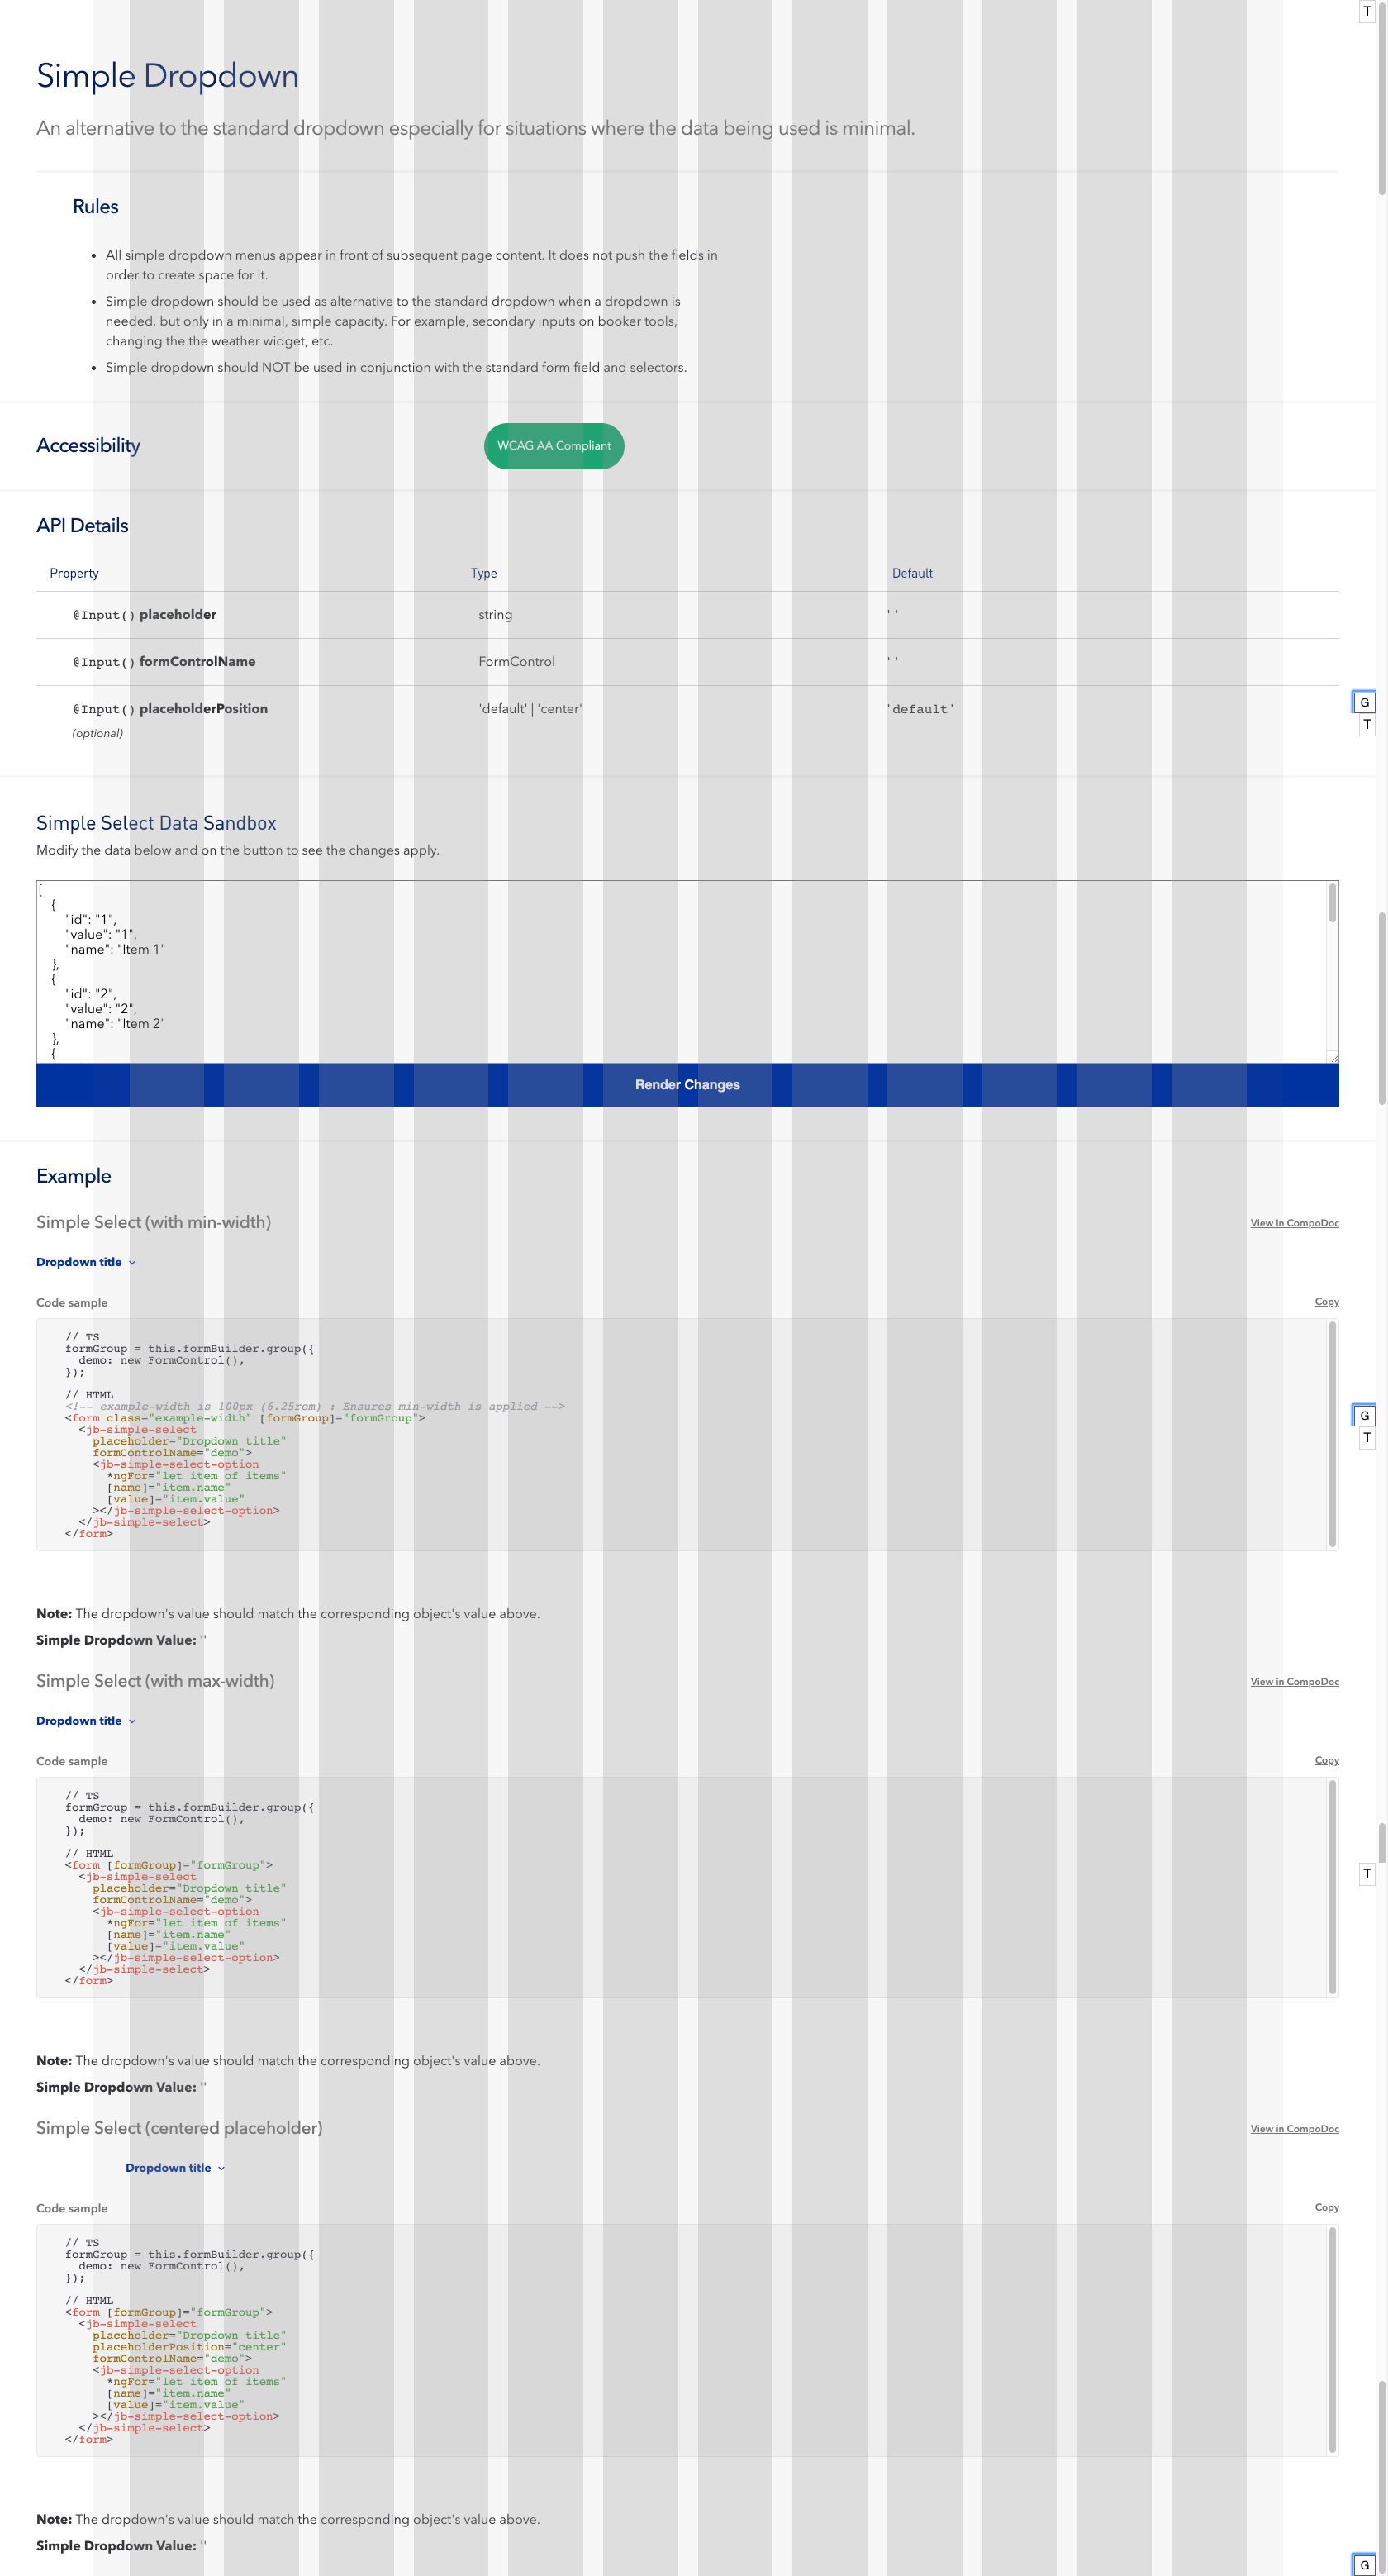 T
Simple Dropdown
An alternative to the standard dropdown especially for situations where the data being used is minimal.
Rules
• All simple dropdown menus appear in front of subsequent page content. It does not push the fields in
order to create space for it.
• Simple dropdown should be used as alternative to the standard dropdown when a dropdown is
needed, but only in a minimal, simple capacity. For example, secondary inputs on booker tools,
changing the the weather widget, etc.
• Simple dropdown should NOT be used in conjunction with the standard form field and selectors.
Accessibility WCAG AA Compliant
API Details
Property Type Default
@Input() placeholder string ' '
@Input() formControlName FormControl ' '
@Input() placeholderPosition 'default' | 'center' 'default'
G
T
(optional)
Simple Select Data Sandbox
Modify the data below and on the button to see the changes apply.
[
{
"id": "1",
"value": "1",
"name": "Item 1"
},
{
"id": "2",
"value": "2",
"name": "Item 2"
},
{
Render Changes
Example
Simple Select (with min-width) View in CompoDoc
Dropdown title
Code sample Copy
// TS
formGroup = this.formBuilder.group({
demo: new FormControl(),
});
// HTML
<!-- example-width is 100px (6.25rem) : Ensures min-width is applied -->
<form class="example-width" [formGroup]="formGroup">
<jb-simple-select
placeholder="Dropdown title"
formControlName="demo">
<jb-simple-select-option
*ngFor="let item of items"
[name]="item.name"
[value]="item.value"
></jb-simple-select-option>
</jb-simple-select>
</form>
G
T
Note: The dropdown's value should match the corresponding object's value above.
Simple Dropdown Value: ''
Simple Select (with max-width) View in CompoDoc
Dropdown title
Code sample Copy
// TS
formGroup = this.formBuilder.group({
demo: new FormControl(),
});
// HTML
<form [formGroup]="formGroup">
<jb-simple-select
placeholder="Dropdown title"
formControlName="demo">
<jb-simple-select-option
*ngFor="let item of items"
[name]="item.name"
[value]="item.value"
></jb-simple-select-option>
</jb-simple-select>
</form>
T
Note: The dropdown's value should match the corresponding object's value above.
Simple Dropdown Value: ''
Simple Select (centered placeholder) View in CompoDoc
Dropdown title
Code sample Copy
// TS
formGroup = this.formBuilder.group({
demo: new FormControl(),
});
// HTML
<form [formGroup]="formGroup">
<jb-simple-select
placeholder="Dropdown title"
placeholderPosition="center"
formControlName="demo">
<jb-simple-select-option
*ngFor="let item of items"
[name]="item.name"
[value]="item.value"
></jb-simple-select-option>
</jb-simple-select>
</form>
Note: The dropdown's value should match the corresponding object's value above.
Simple Dropdown Value: ''
G